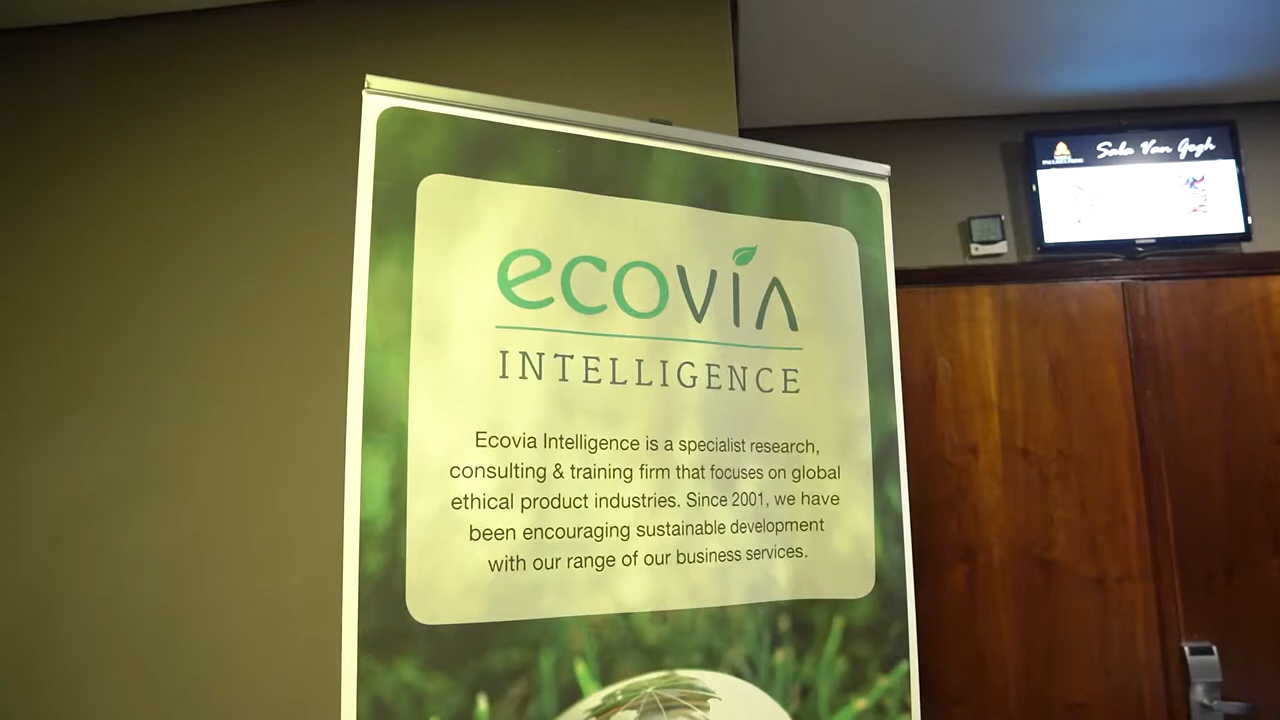 ecovia
INTELLIGENCE
Ecovia Intelligence is a specialist research,
consulting & training firm that focuses on global
ethical product industries. Since 2001, we have
been encouraging sustainable development
with our range of our business services.
Sala Van Gogh
SAMSUNG